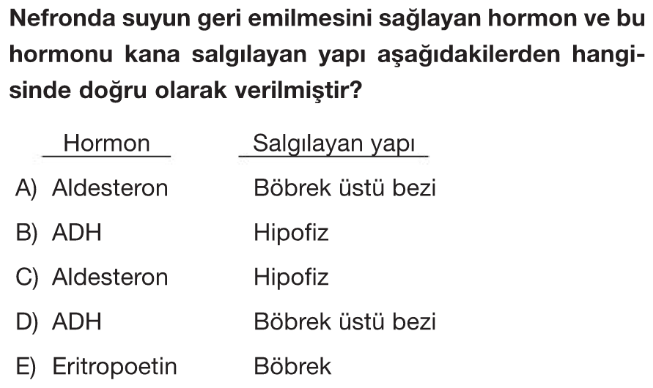 Nefronda suyun geri emilmesini sağlayan hormon ve bu
hormonu kana salgılayan yapı aşağıdakilerden hangi-
sinde doğru olarak verilmiştir?
Hormon Salgılayan yapı
A) Aldesteron Böbrek üstü bezi
B) ADH Hipofiz
C) Aldesteron Hipofiz
D) ADH Böbrek üstü bezi
E) Eritropoetin Böbrek